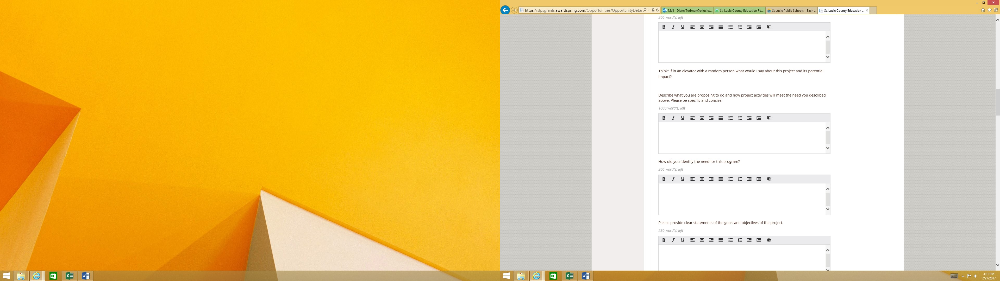 https://slpsgrants.awardspring.com/Opportunities/OpportunityDetai
Mail - Diane.Todman@stlucies...
St. Lucie County Education Fo...
St Lucie Public Schools – Each ...
St. Lucie County Education ...
200 word(s) left
B I U
Think: If in an elevator with a random person what would I say about this project and its potential
impact?
Describe what you are proposing to do and how project activities will meet the need you described
above. Please be specific and concise.
1000 word(s) left
B I U
How did you identify the need for this program?
200 word(s) left
B I U
Please provide clear statements of the goals and objectives of the project.
250 word(s) left
B I U
3:21 PM
7/27/2017